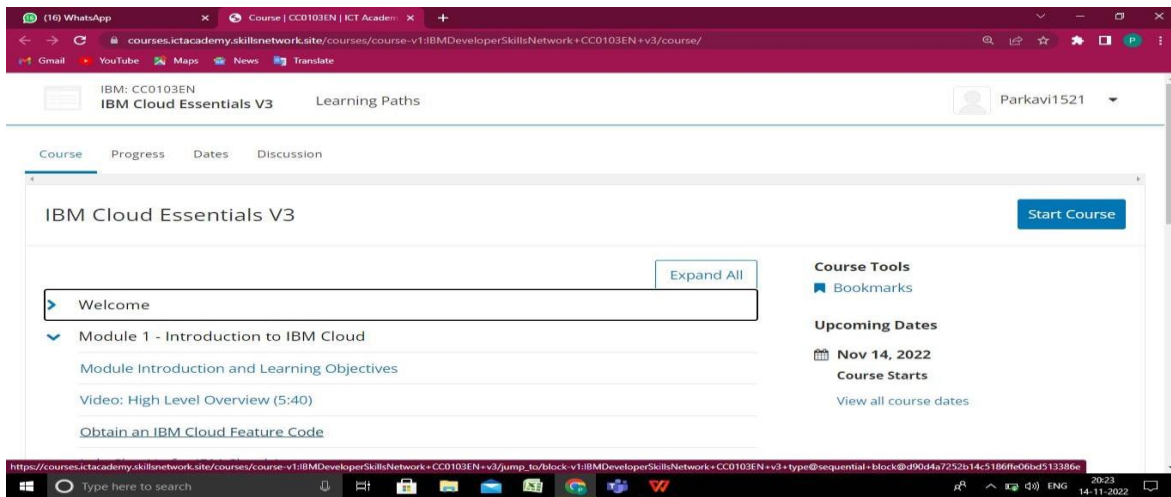 (16) WhatsApp
Course | CC0103EN | ICT Academ
courses.ictacademy.skillsnetwork.site/courses/course-v1:IBMDeveloperSkillsNetwork+CC0103EN+v3/course/
P
Gmail YouTube Maps News Translate
IBM: CC0103EN
IBM Cloud Essentials V3
Learning Paths
Parkavi1521
Course Progress Dates Discussion
IBM Cloud Essentials V3
Start Course
Expand All
Welcome
Module 1 - Introduction to IBM Cloud
Module Introduction and Learning Objectives
Video: High Level Overview (5:40)
Obtain an IBM Cloud Feature Code
Course Tools
Bookmarks
Upcoming Dates
Nov 14, 2022
Course Starts
View all course dates
https://courses.ictacademy.skillsnetwork.site/courses/course-v1:IBMDeveloperSkillsNetwork+CC0103EN+v3/jump_to/block-v1:IBMDeveloperSkillsNetwork+CC0103EN+v3+type@sequential+block@d90d4a7252b14c5186ffe06bd513386e
Type here to search
ENG
20:23
14-11-2022